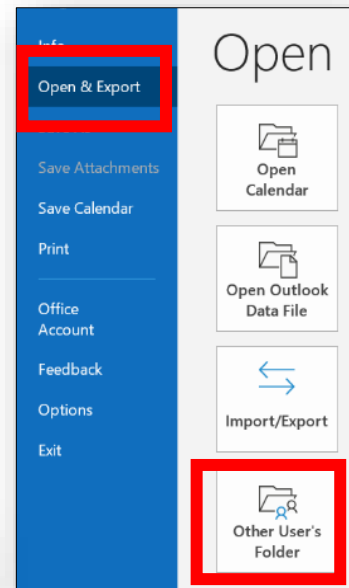 Open & Export
Save Attachments
Save Calendar
Print
Office
Account
Feedback
Options
Exit
Open
Open
Calendar
Open Outlook
Data File
Import/Export
Other User's
Folder